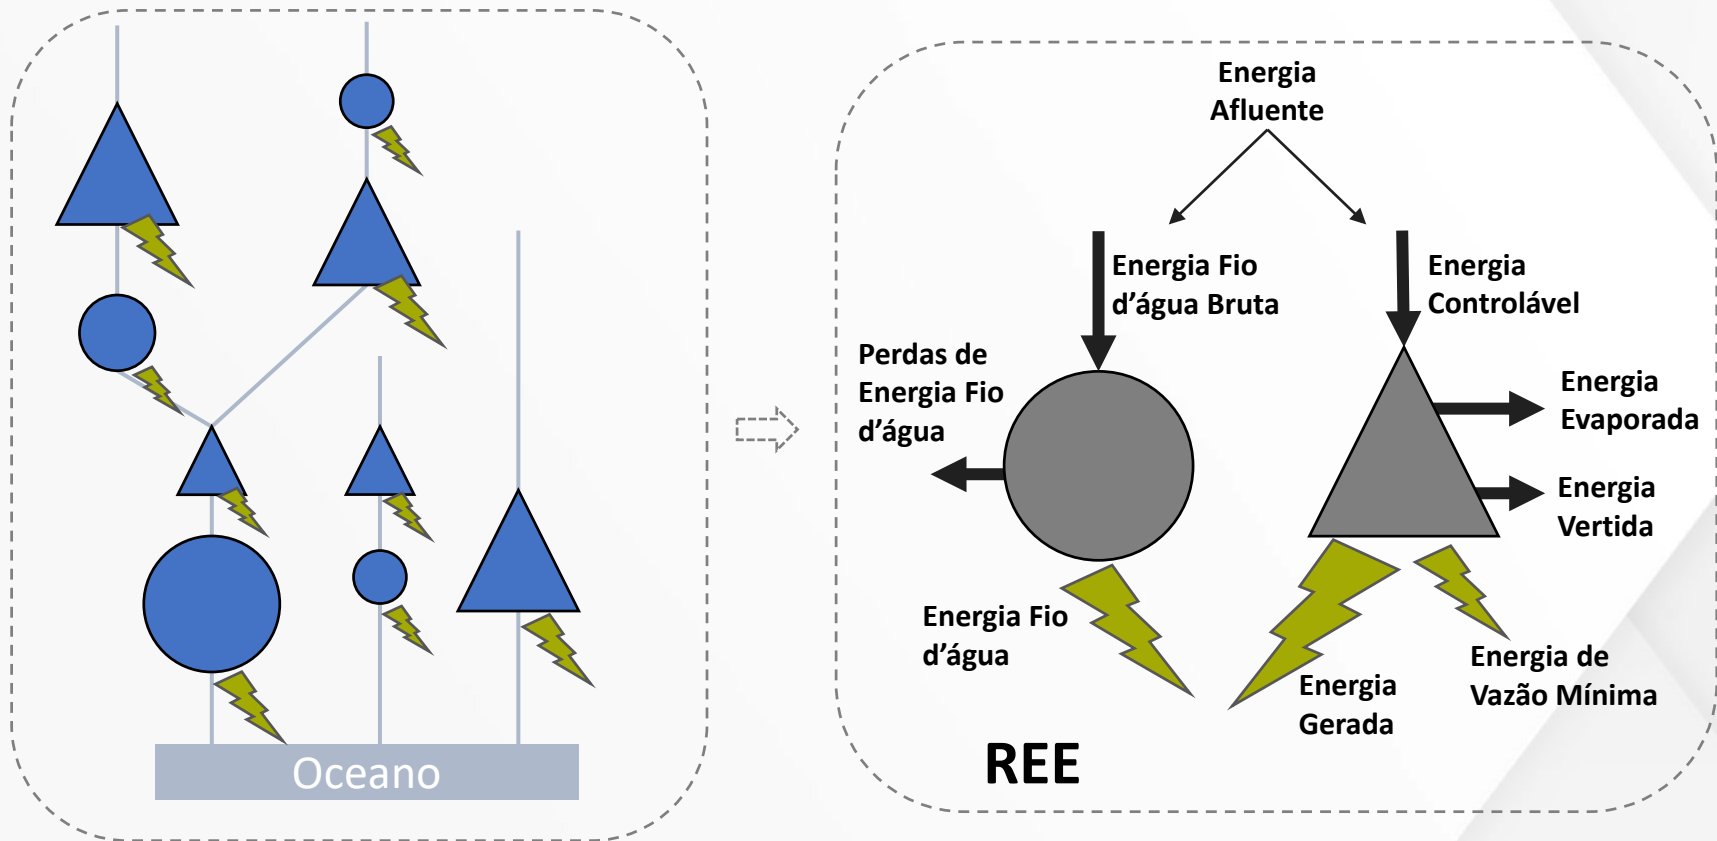 Oceano
Energia
Afluente
Energia Fio
d’água Bruta
Energia
Controlável
Perdas de
Energia Fio
d’água
Energia
Evaporada
Energia
Vertida
Energia Fio
d’água
Energia
Gerada
Energia de
Vazão Mínima
REE